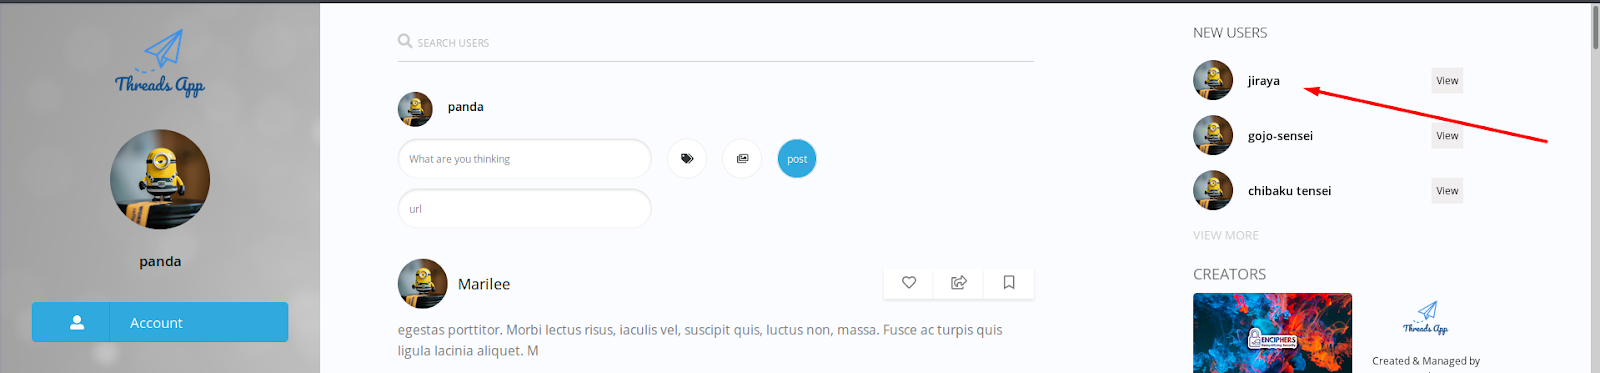 Threads App
panda
Account
SEARCH USERS
panda
What are you thinking
post
url
Marilee
egestas porttitor. Morbi lectus risus, iaculis vel, suscipit quis, luctus non, massa. Fusce ac turpis quis
ligula lacinia aliquet. M
NEW USERS
jiraya View
gojo-sensei View
chibaku tensei View
VIEW MORE
CREATORS
ENCIPHERS
Threads App
Created & Managed by